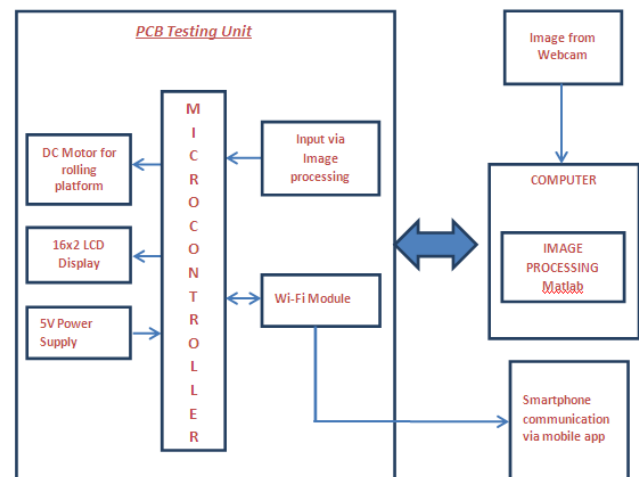 PCB Testing Unit
M
I
C
R
O
C
O
N
T
R
O
L
L
E
R
DC Motor for
rolling
platform
16x2 LCD
Display
5V Power
Supply
Input via
Image
processing
Wi-Fi Module
Image from
Webcam
COMPUTER
IMAGE
PROCESSING
Matlab
Smartphone
communication
via mobile app